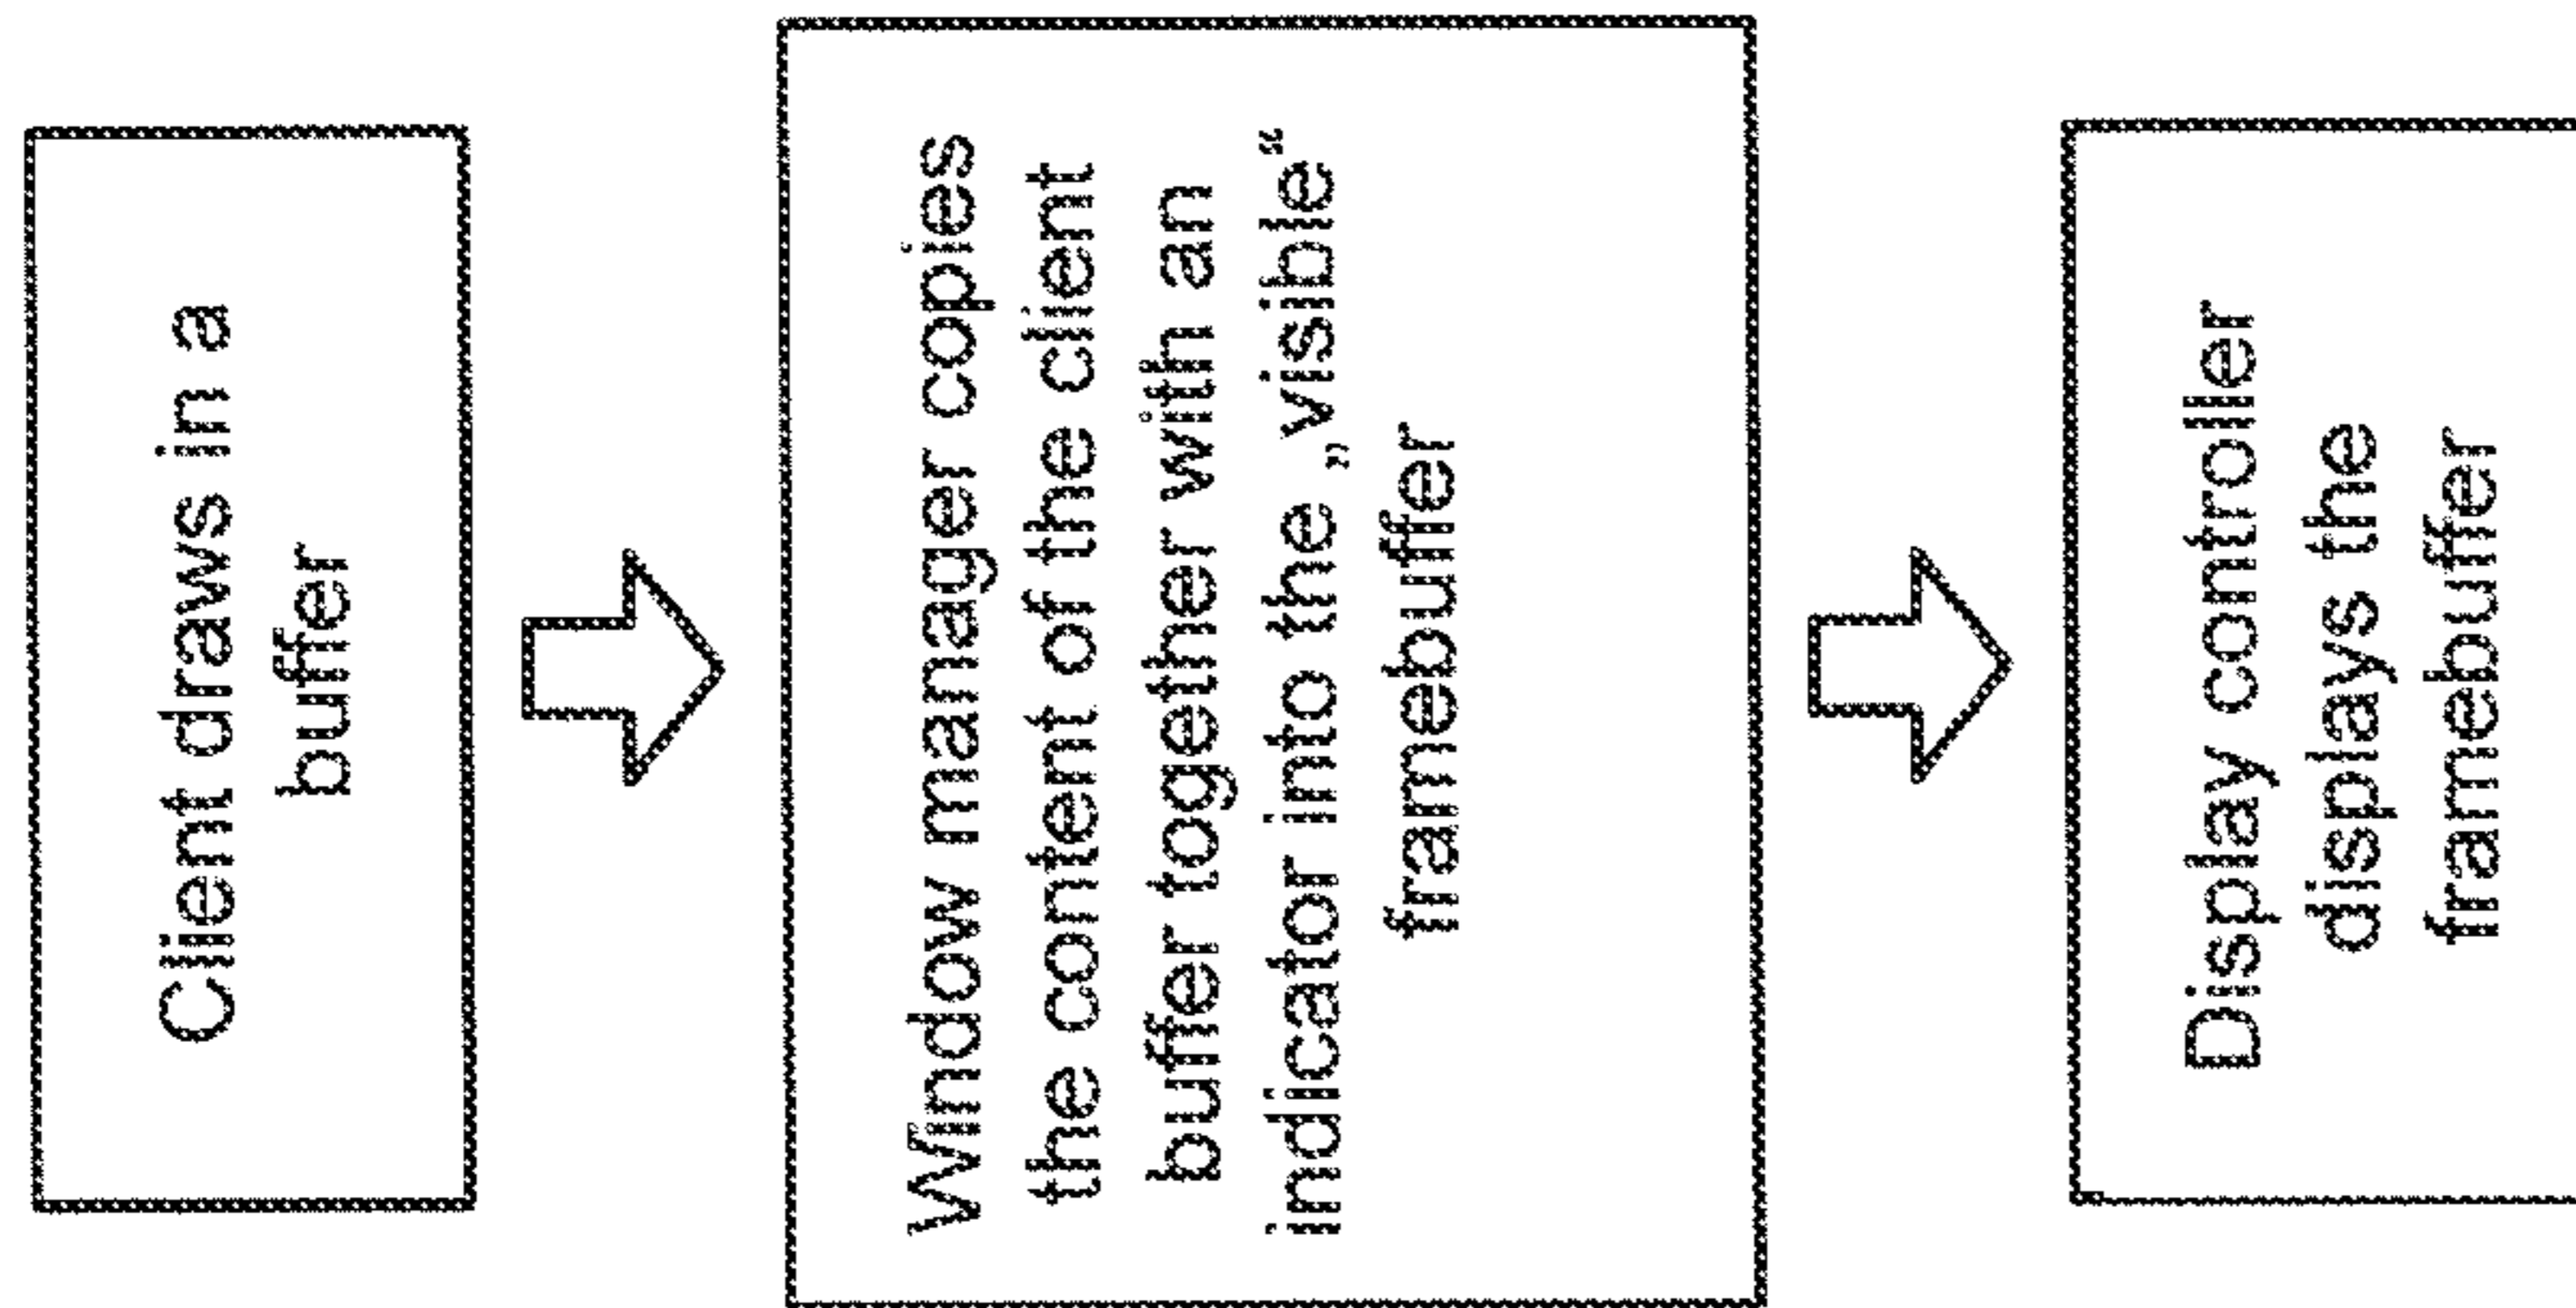 Client draws in a
buffer
Window manager copies
the content of the client
buffer together with an
indicator into the „visible“
framebuffer
Display controller
displays the
framebuffer